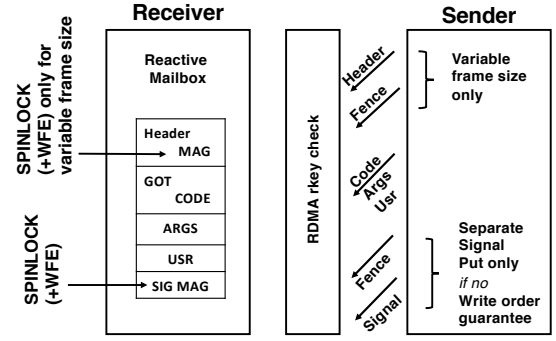 Receiver
Sender
SPINLOCK
(+WFE) only for
variable frame size
Reactive
Mailbox
Header
MAG
GOT
CODE
ARGS
USR
SIG MAG
SPINLOCK
(+WFE)
RDMA rkey check
Header
Fence
Code
Args
Usr
Fence
Signal
Variable
frame size
only
Separate
Signal
Put only
if no
Write order
guarantee